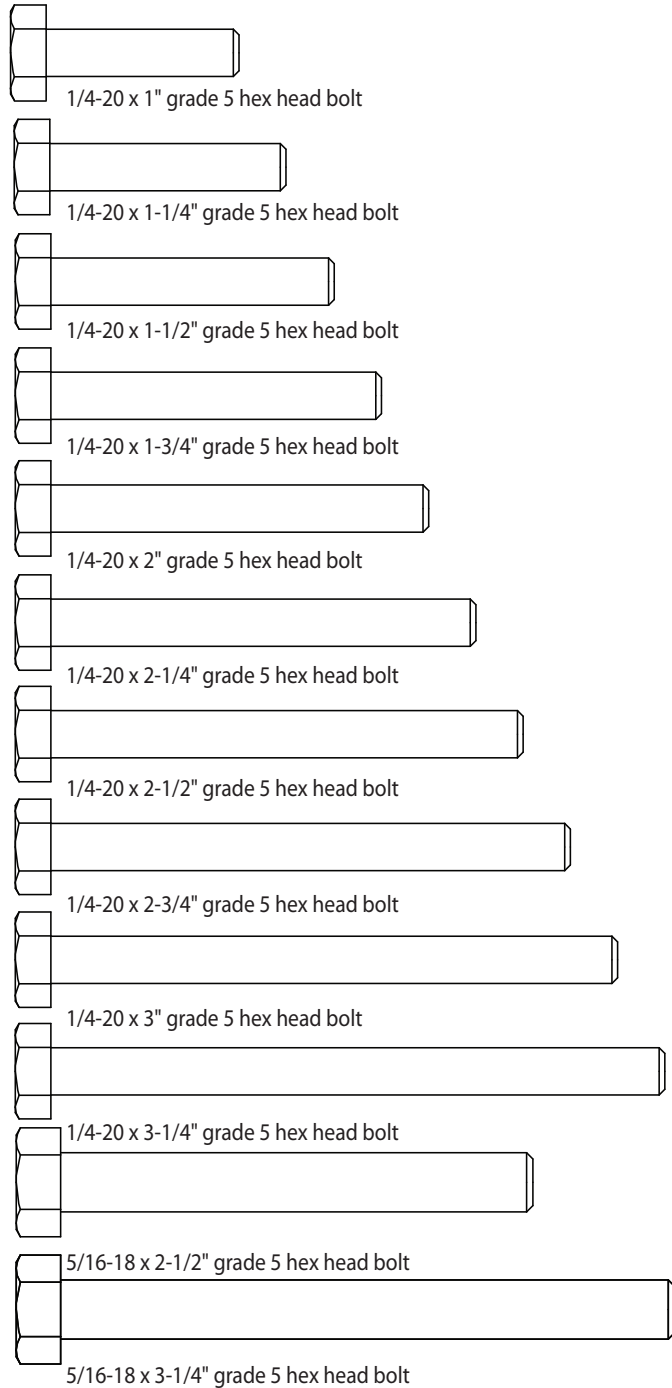 1/4-20 x 1" grade 5 hex head bolt
1/4-20 x 1-1/4" grade 5 hex head bolt
1/4-20 x 1-1/2" grade 5 hex head bolt
1/4-20 x 1-3/4" grade 5 hex head bolt
1/4-20 x 2" grade 5 hex head bolt
1/4-20 x 2-1/4" grade 5 hex head bolt
1/4-20 x 2-1/2" grade 5 hex head bolt
1/4-20 x 2-3/4" grade 5 hex head bolt
1/4-20 x 3" grade 5 hex head bolt
1/4-20 x 3-1/4" grade 5 hex head bolt
5/16-18 x 2-1/2" grade 5 hex head bolt
5/16-18 x 3-1/4" grade 5 hex head bolt